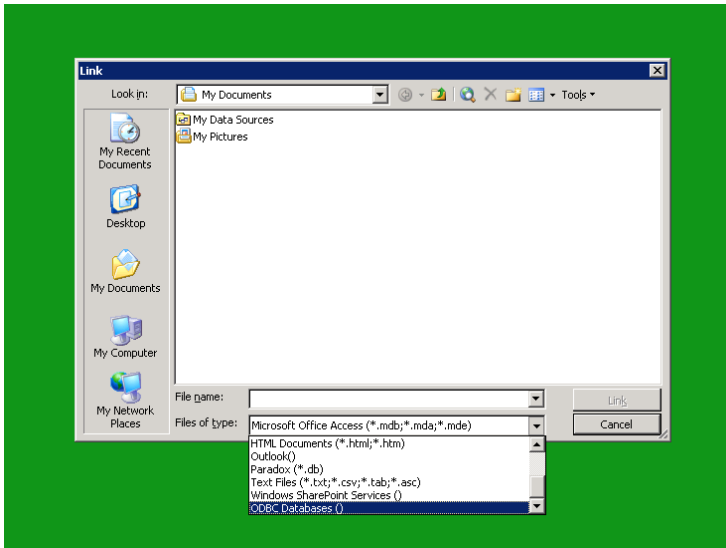 Link
Look in:
My Documents
Tools
My Data Sources
My Pictures
My Recent
Documents
Desktop
My Documents
My Computer
My Network
Places
File name:
Link
Files of type:
Microsoft Office Access (*.mdb;*.mda;*.mde)
Cancel
HTML Documents (*.html;*.htm)
Outlook()
Paradox (*.db)
Text Files (*.txt;*.csv;*.tab;*.asc)
Windows SharePoint Services ()
ODBC Databases ()